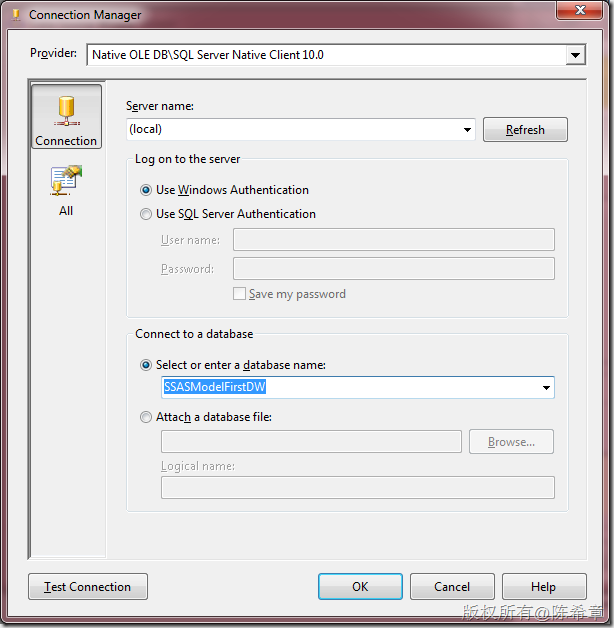 Connection Manager
Provider:
Native OLE DB\SQL Server Native Client 10.0
Connection
All
Server name:
(local)
Refresh
Log on to the server
Use Windows Authentication
Use SQL Server Authentication
User name:
Password:
Save my password
Connect to a database
Select or enter a database name:
SSASModelFirstDW
Attach a database file:
Browse...
Logical name:
Test Connection
OK
Cancel
Help
版权所有@陈希章